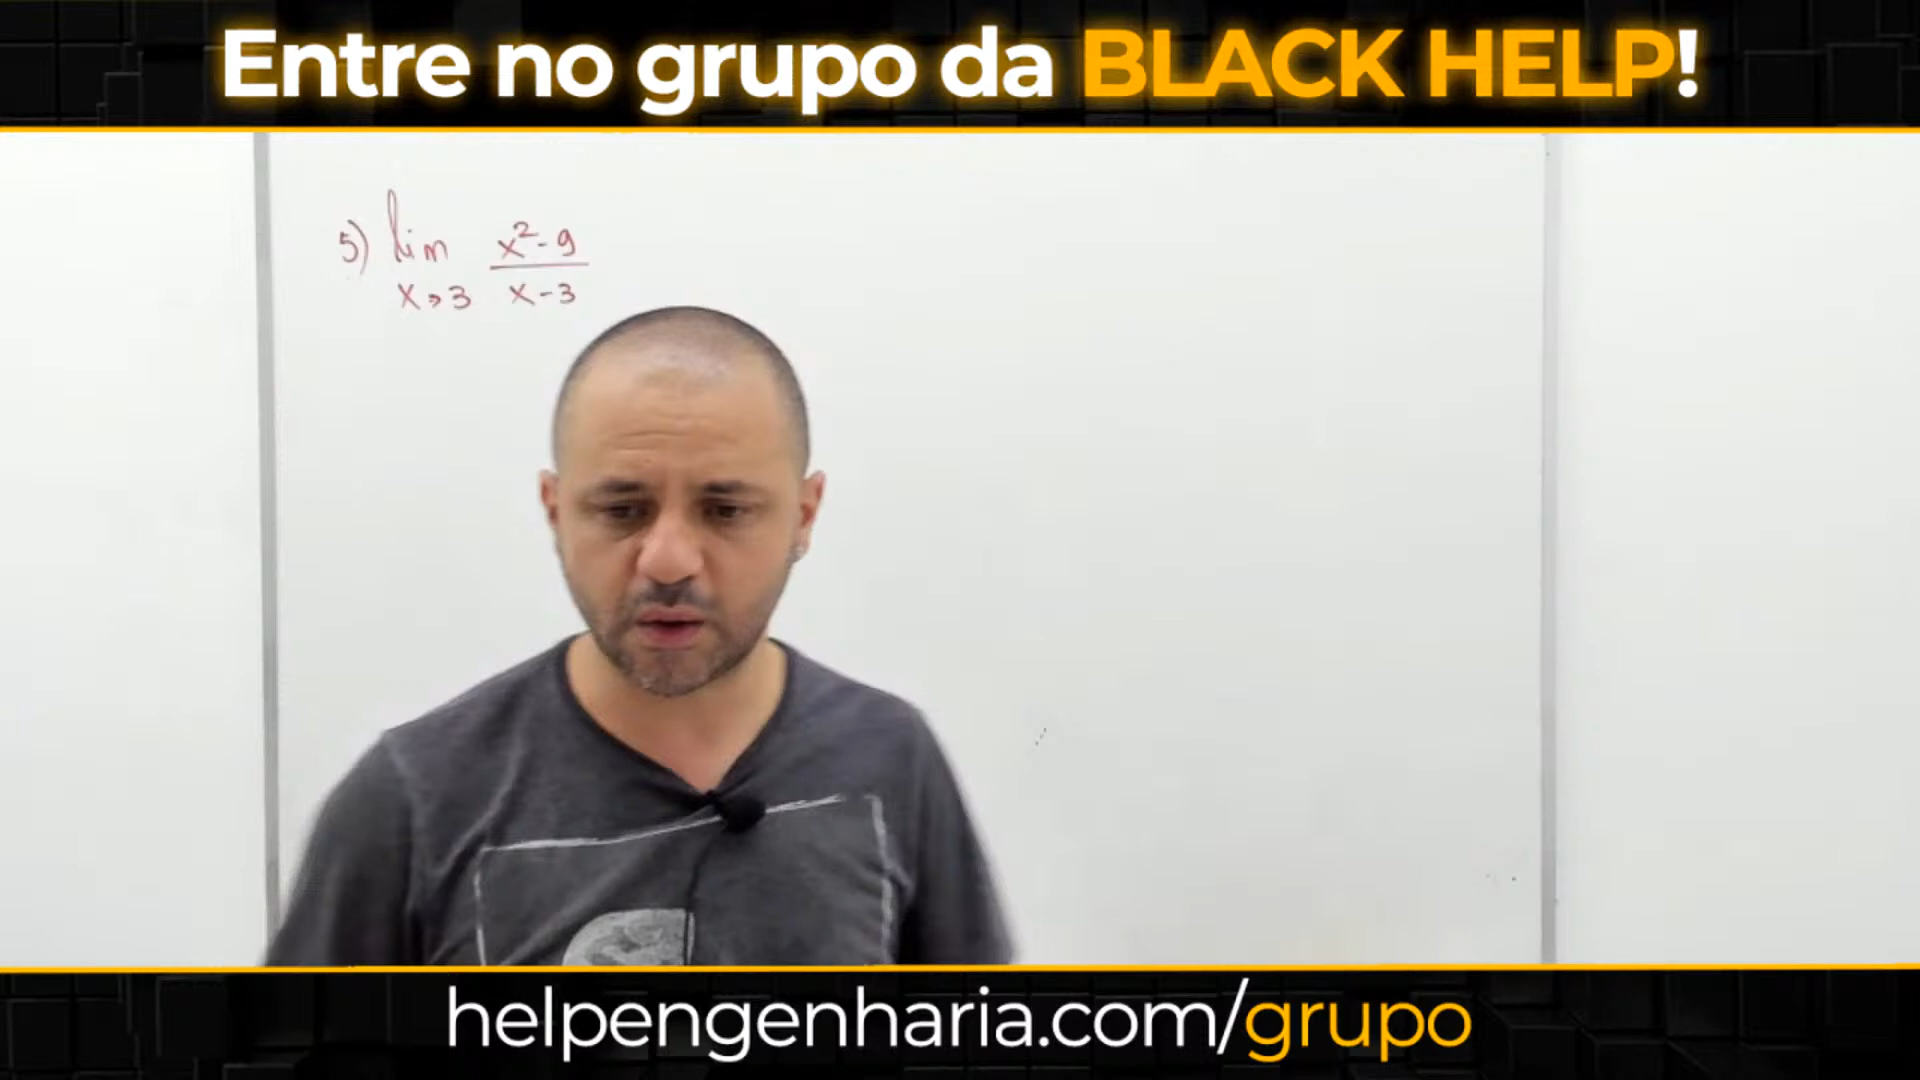 Entre no grupo da BLACK HELP!
5) lim x²-9
x→3 x-3
helpengenharia.com/grupo